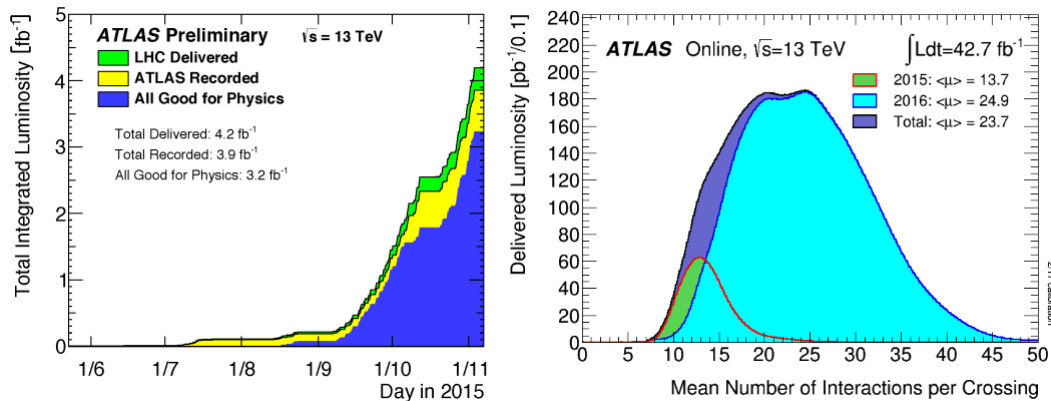 ATLAS Preliminary √s = 13 TeV
LHC Delivered
ATLAS Recorded
All Good for Physics
Total Delivered: 4.2 fb⁻¹
Total Recorded: 3.9 fb⁻¹
All Good for Physics: 3.2 fb⁻¹
Total Integrated Luminosity [fb⁻¹]
5
4
3
2
1
0
1/6 1/7 1/8 1/9 1/10 1/11
Day in 2015
ATLAS Online, √s=13 TeV ∫Ldt=42.7 fb⁻¹
2015: <μ> = 13.7
2016: <μ> = 24.9
Total: <μ> = 23.7
Delivered Luminosity [pb⁻¹/0.1]
240
220
200
180
160
140
120
100
80
60
40
20
0
0 5 10 15 20 25 30 35 40 45 50
Mean Number of Interactions per Crossing